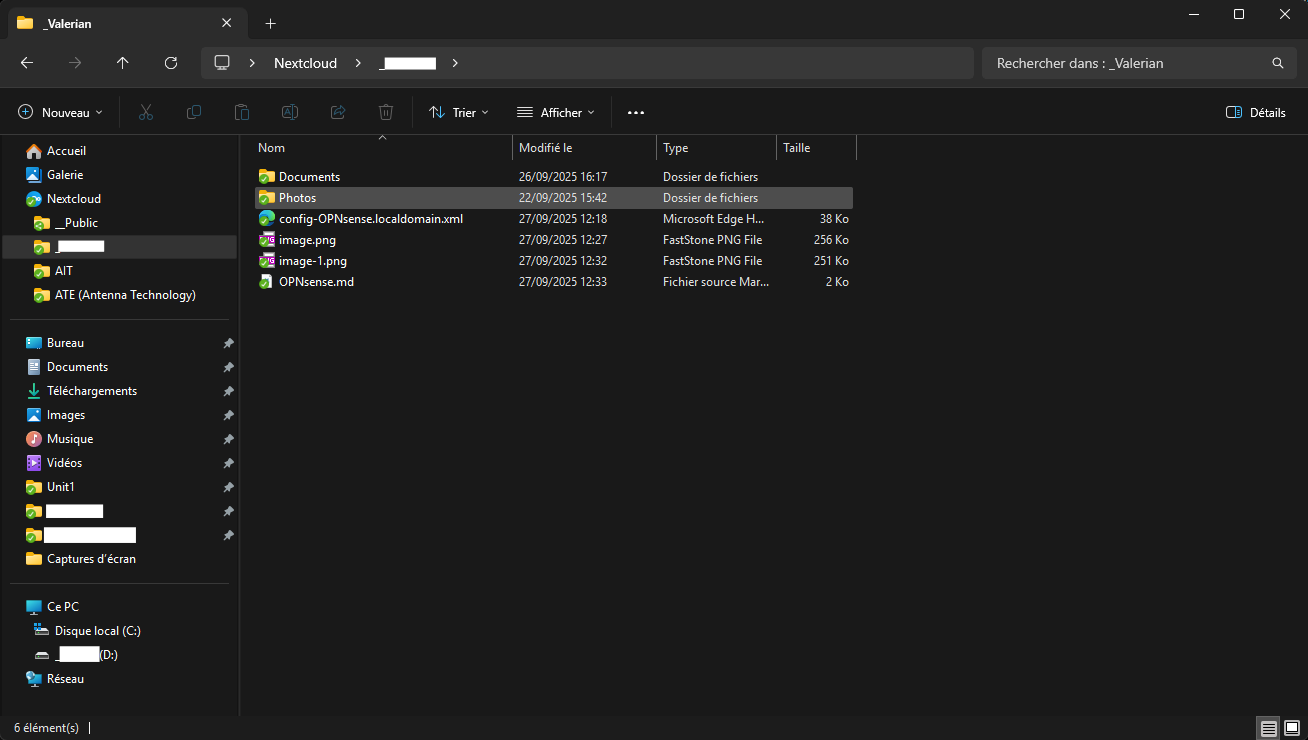 _Valerian
Nextcloud _
Rechercher dans : _Valerian
Nouveau Trier Afficher Détails
Accueil
Galerie
Nextcloud
__Public
_
AIT
ATE (Antenna Technology)
Bureau
Documents
Téléchargements
Images
Musique
Vidéos
Unit1
Captures d'écran
Ce PC
Disque local (C:)
_ (D:)
Réseau
Nom Modifié le Type Taille
Documents 26/09/2025 16:17 Dossier de fichiers
Photos 22/09/2025 15:42 Dossier de fichiers
config-OPNsense.localdomain.xml 27/09/2025 12:18 Microsoft Edge H... 38 Ko
image.png 27/09/2025 12:27 FastStone PNG File 256 Ko
image-1.png 27/09/2025 12:32 FastStone PNG File 251 Ko
OPNsense.md 27/09/2025 12:33 Fichier source Mar... 2 Ko
6 élément(s)